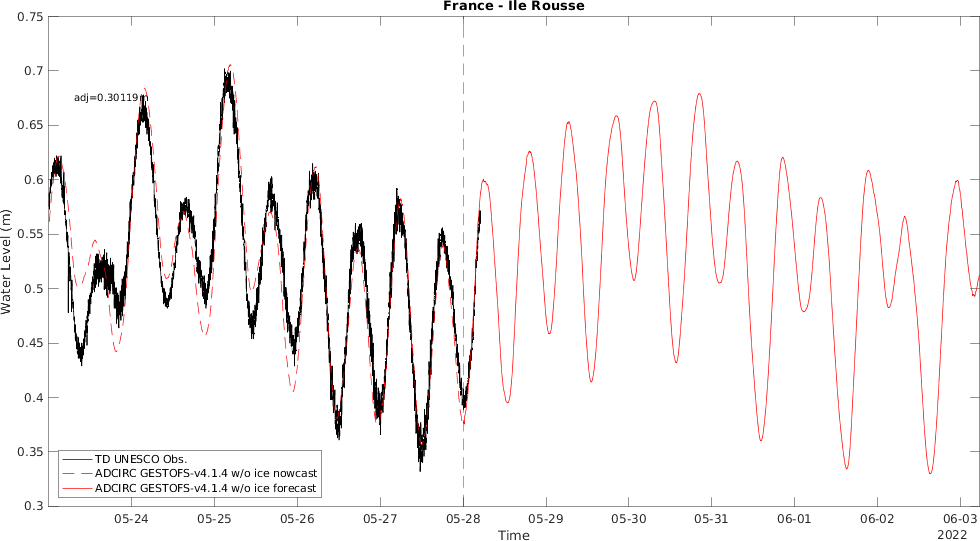 France - Ile Rousse
0.75
0.7
adj=0.30119
0.65
0.6
0.55
0.5
0.45
0.4
0.35
0.3
Water Level (m)
TD UNESCO Obs.
ADCIRC GESTOFS-v4.1.4 w/o ice nowcast
ADCIRC GESTOFS-v4.1.4 w/o ice forecast
05-24 05-25 05-26 05-27 05-28 05-29 05-30 05-31 06-01 06-02 06-03
Time 2022